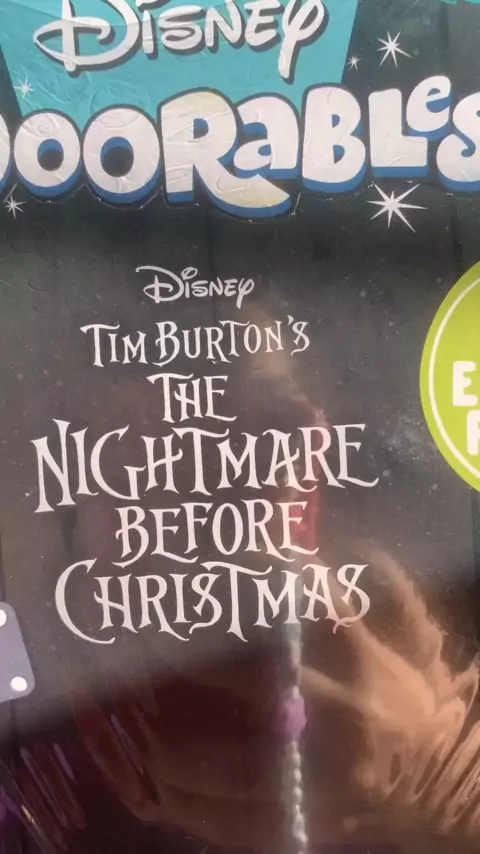 Disney
DOORaBLeS
Disney
TIM BURTON'S
THE
NIGHTMARE
BEFORE
CHRISTMAS